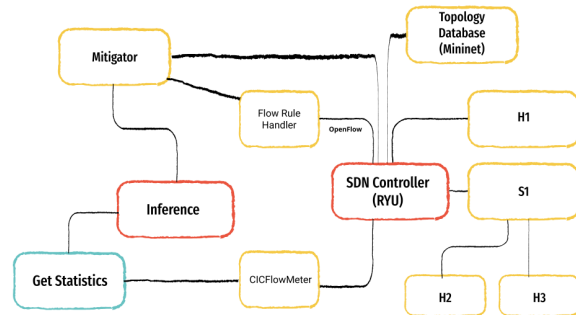 Topology
Database
(Mininet)
Mitigator
Flow Rule
Handler
OpenFlow
H1
SDN Controller
(RYU)
S1
Inference
Get Statistics
CICFlowMeter
H2
H3